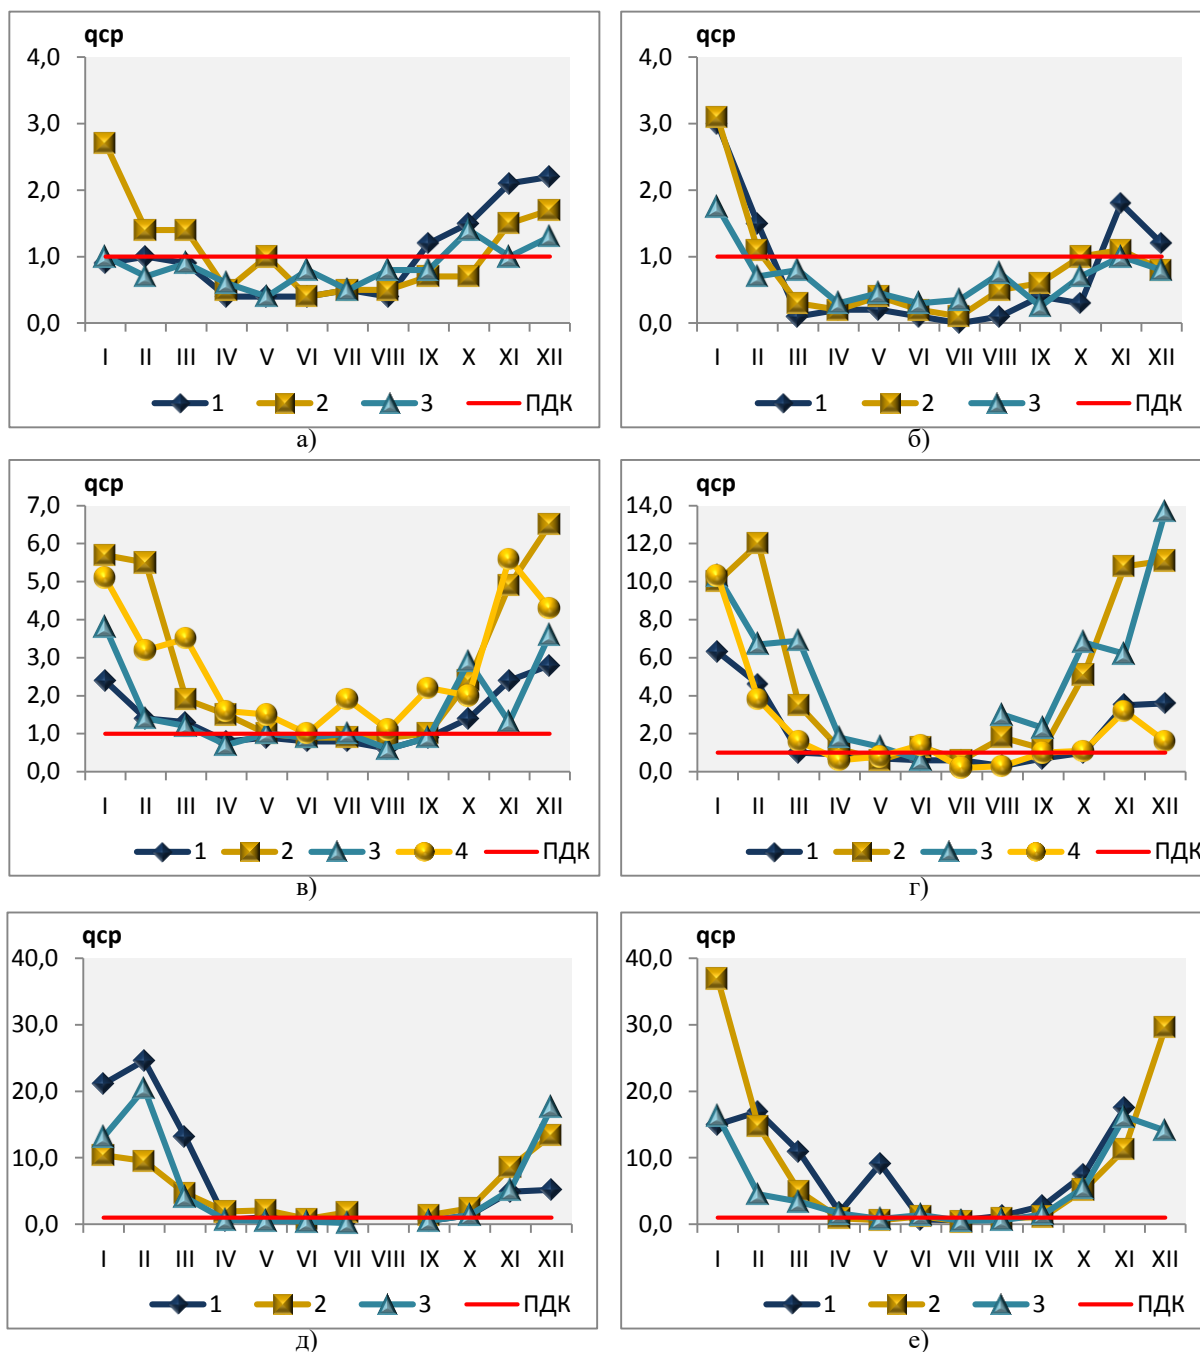 qcp
4,0
3,0
2,0
1,0
0,0
I II III IV V VI VII VIII IX X XI XII
1 2 3 ПДК
а)
qcp
4,0
3,0
2,0
1,0
0,0
I II III IV V VI VII VIII IX X XI XII
1 2 3 ПДК
б)
qcp
7,0
6,0
5,0
4,0
3,0
2,0
1,0
0,0
I II III IV V VI VII VIII IX X XI XII
1 2 3 4 ПДК
в)
qcp
14,0
12,0
10,0
8,0
6,0
4,0
2,0
0,0
I II III IV V VI VII VIII IX X XI XII
1 2 3 4 ПДК
г)
qcp
40,0
30,0
20,0
10,0
0,0
I II III IV V VI VII VIII IX X XI XII
1 2 3 ПДК
д)
qcp
40,0
30,0
20,0
10,0
0,0
I II III IV V VI VII VIII IX X XI XII
1 2 3 ПДК
е)